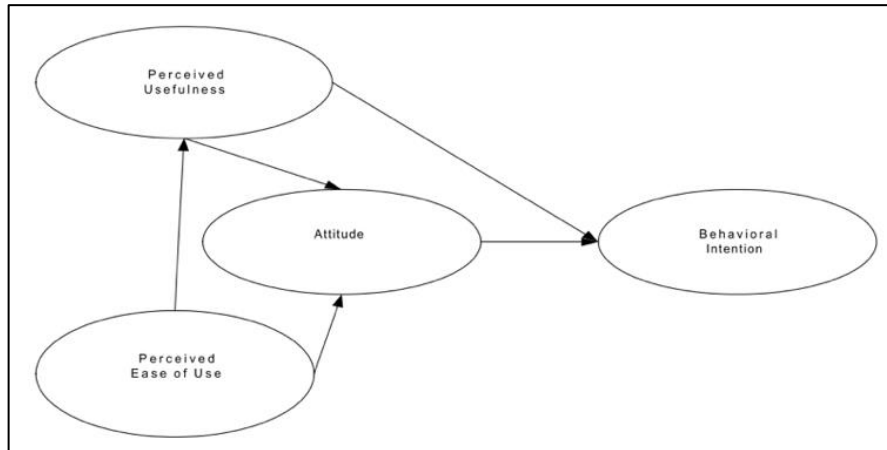 Perceived
Usefulness
Attitude
Behavioral
Intention
Perceived
Ease of Use